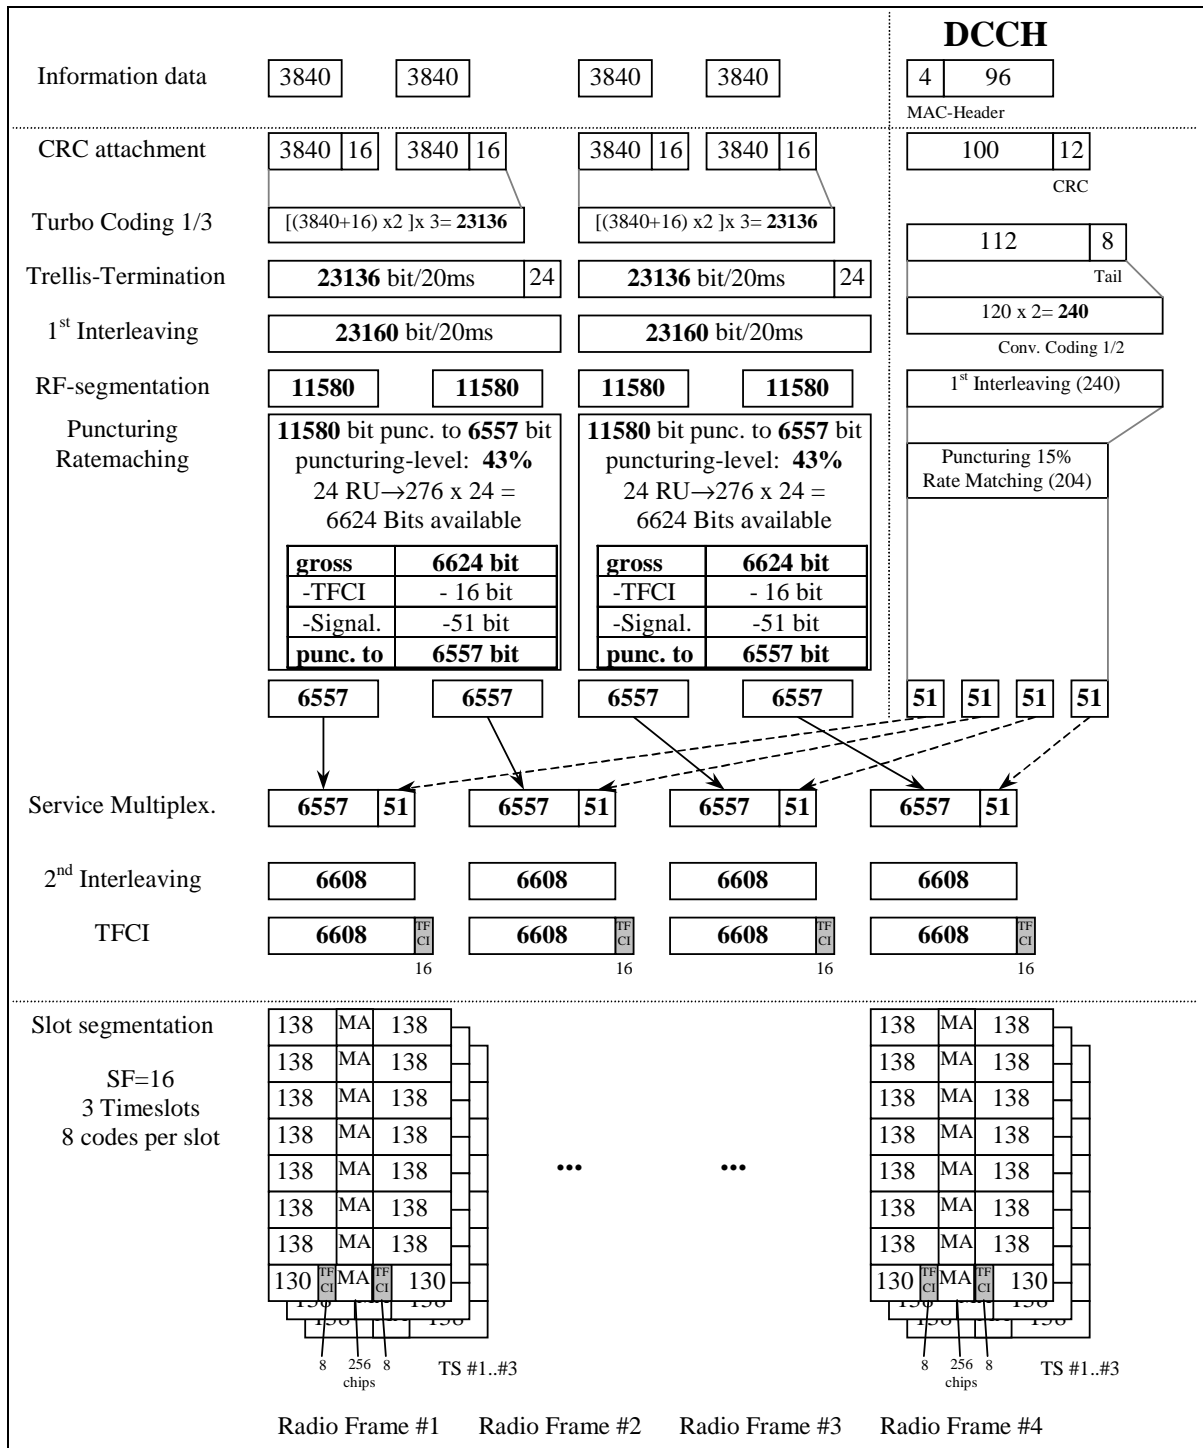 DCCH
Information data 3840 3840 3840 3840 4 96
MAC-Header
CRC attachment 3840 16 3840 16 3840 16 3840 16 100 12
CRC
Turbo Coding 1/3 [(3840+16) x2 ]x 3= 23136 [(3840+16) x2 ]x 3= 23136
112 8
Tail
Trellis-Termination 23136 bit/20ms 24 23136 bit/20ms 24
120 x 2= 240
Conv. Coding 1/2
1st Interleaving 23160 bit/20ms 23160 bit/20ms
RF-segmentation 11580 11580 11580 11580 1st Interleaving (240)
Puncturing
Ratemaching
11580 bit punc. to 6557 bit
puncturing-level: 43%
24 RU→276 x 24 =
6624 Bits available
gross 6624 bit
-TFCI - 16 bit
-Signal. -51 bit
punc. to 6557 bit
11580 bit punc. to 6557 bit
puncturing-level: 43%
24 RU→276 x 24 =
6624 Bits available
gross 6624 bit
-TFCI - 16 bit
-Signal. -51 bit
punc. to 6557 bit
Puncturing 15%
Rate Matching (204)
6557 6557 6557 6557 51 51 51 51
Service Multiplex. 6557 51 6557 51 6557 51 6557 51
2nd Interleaving 6608 6608 6608 6608
TFCI 6608 TF CI 6608 TF CI 6608 TF CI 6608 TF CI
16 16 16 16
Slot segmentation
SF=16
3 Timeslots
8 codes per slot
138 MA 138 138 MA 138
138 MA 138 138 MA 138
138 MA 138 138 MA 138
138 MA 138 138 MA 138
... ...
138 MA 138 138 MA 138
138 MA 138 138 MA 138
138 MA 138 138 MA 138
130 TF CI MA TF CI 130 130 TF CI MA TF CI 130
8 256 chips 8 TS #1..#3 8 256 chips 8 TS #1..#3
Radio Frame #1 Radio Frame #2 Radio Frame #3 Radio Frame #4